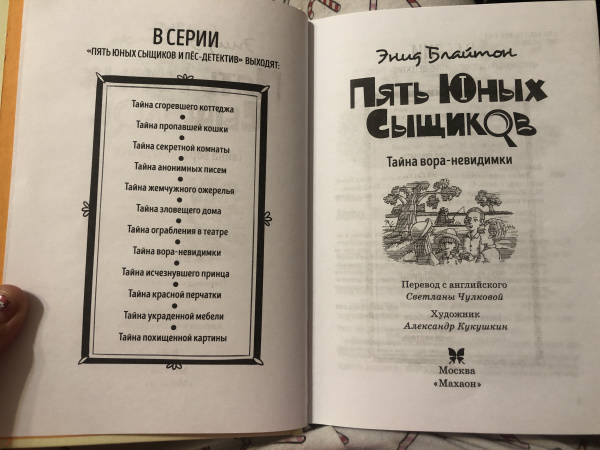 В СЕРИИ
«ПЯТЬ ЮНЫХ СЫЩИКОВ И ПЁС-ДЕТЕКТИВ» ВЫХОДЯТ:
Тайна сгоревшего коттеджа
Тайна пропавшей кошки
Тайна секретной комнаты
Тайна анонимных писем
Тайна жемчужного ожерелья
Тайна зловещего дома
Тайна ограбления в театре
Тайна вора-невидимки
Тайна исчезнувшего принца
Тайна красной перчатки
Тайна украденной мебели
Тайна похищенной картины
Энид Блайтон
Пять Юных
Сыщиков
Тайна вора-невидимки
Перевод с английского
Светланы Чулковой
Художник
Александр Кукушкин
Москва
«Махаон»